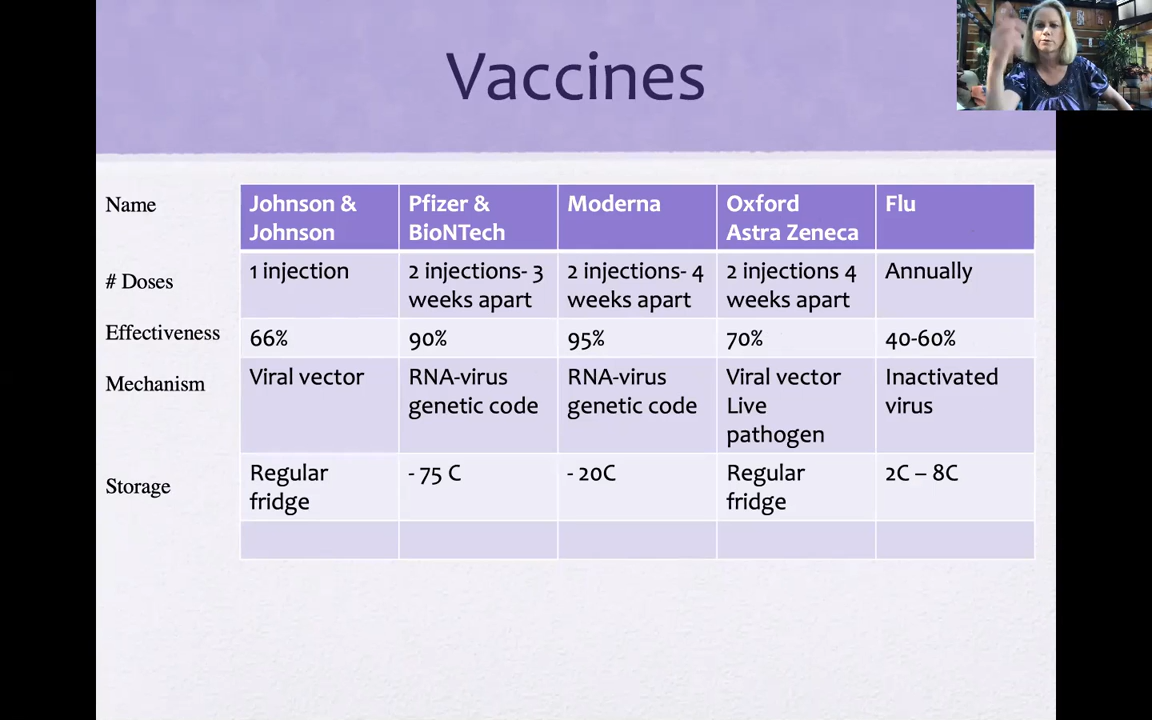 Vaccines
Name
Johnson &
Johnson
Pfizer &
BioNTech
Moderna
Oxford
Astra Zeneca
Flu
# Doses
1 injection
2 injections- 3
weeks apart
2 injections- 4
weeks apart
2 injections 4
weeks apart
Annually
Effectiveness
66%
90%
95%
70%
40-60%
Mechanism
Viral vector
RNA-virus
genetic code
RNA-virus
genetic code
Viral vector
Live
pathogen
Inactivated
virus
Storage
Regular
fridge
- 75 C
- 20C
Regular
fridge
2C – 8C